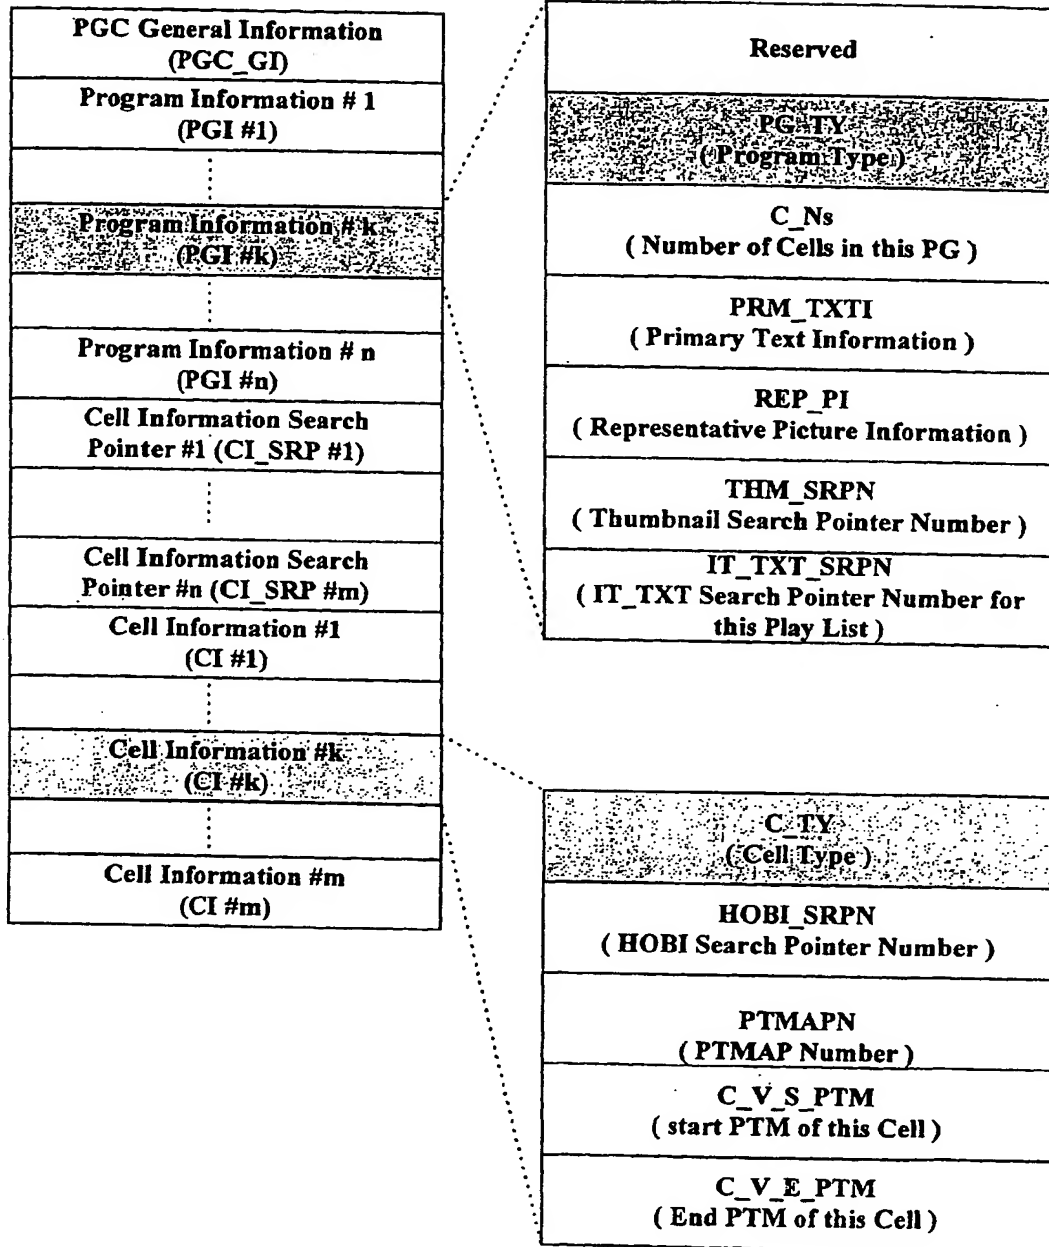 PGC General Information
(PGC_GI)
Program Information # 1
(PGI #1)
Program Information # k
(PGI #k)
Program Information # n
(PGI #n)
Cell Information Search
Pointer #1 (CI_SRP #1)
Cell Information Search
Pointer #n (CI_SRP #m)
Cell Information #1
(CI #1)
Cell Information #k
(CI #k)
Cell Information #m
(CI #m)
Reserved
PG_TY
( Program Type )
C_Ns
( Number of Cells in this PG )
PRM_TXTI
( Primary Text Information )
REP_PI
( Representative Picture Information )
THM_SRPN
( Thumbnail Search Pointer Number )
IT_TXT_SRPN
( IT_TXT Search Pointer Number for
this Play List )
C_TY
( Cell Type )
HOBI_SRPN
( HOBI Search Pointer Number )
PTMAPN
( PTMAP Number )
C_V_S_PTM
( start PTM of this Cell )
C_V_E_PTM
( End PTM of this Cell )